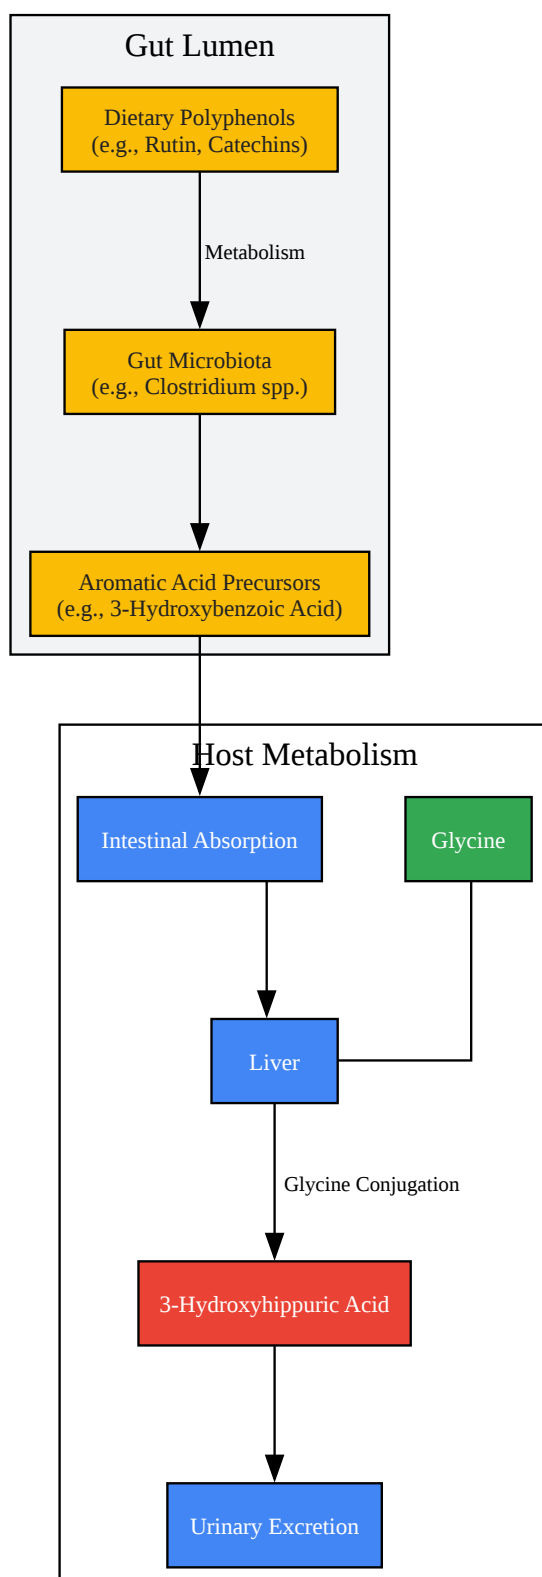 Gut Lumen
Dietary Polyphenols
(e.g., Rutin, Catechins)
Metabolism
Gut Microbiota
(e.g., Clostridium spp.)
Aromatic Acid Precursors
(e.g., 3-Hydroxybenzoic Acid)
Host Metabolism
Intestinal Absorption
Glycine
Liver
Glycine Conjugation
3-Hydroxyhippuric Acid
Urinary Excretion